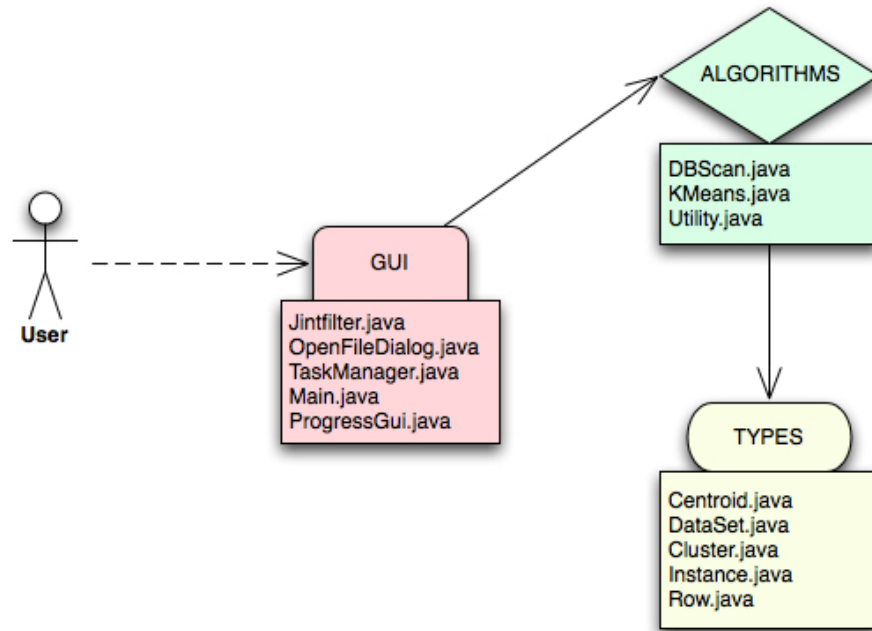 ALGORITHMS
DBScan.java
KMeans.java
Utility.java
User
GUI
Jintfilter.java
OpenFileDialog.java
TaskManager.java
Main.java
ProgressGui.java
TYPES
Centroid.java
DataSet.java
Cluster.java
Instance.java
Row.java